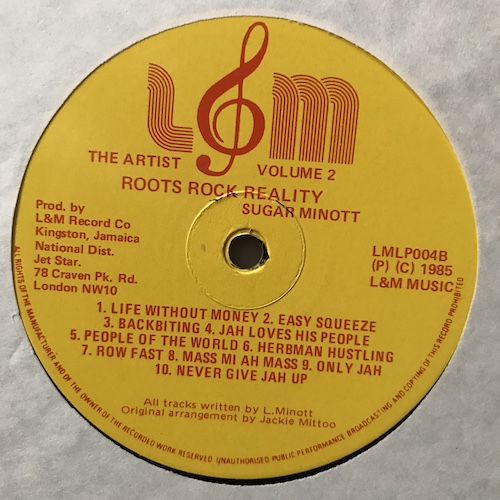 L&M
THE ARTIST VOLUME 2
ROOTS ROCK REALITY
SUGAR MINOTT
Prod. by
L&M Record Co
Kingston, Jamaica
National Dist.
Jet Star.
78 Craven Pk. Rd.
London NW10
LMLP004B
(P) (C) 1985
L&M MUSIC
1. LIFE WITHOUT MONEY 2. EASY SQUEEZE
3. BACKBITING 4. JAH LOVES HIS PEOPLE
5. PEOPLE OF THE WORLD 6. HERBMAN HUSTLING
7. ROW FAST 8. MASS MI AH MASS 9. ONLY JAH
10. NEVER GIVE JAH UP
All tracks written by L.Minott
Original arrangement by Jackie Mittoo
ALL RIGHTS OF THE MANUFACTURER AND OF THE OWNER OF THE RECORDED WORK RESERVED UNAUTHORISED PUBLIC PERFORMANCE BROADCASTING AND COPYING OF THIS RECORD PROHIBITED